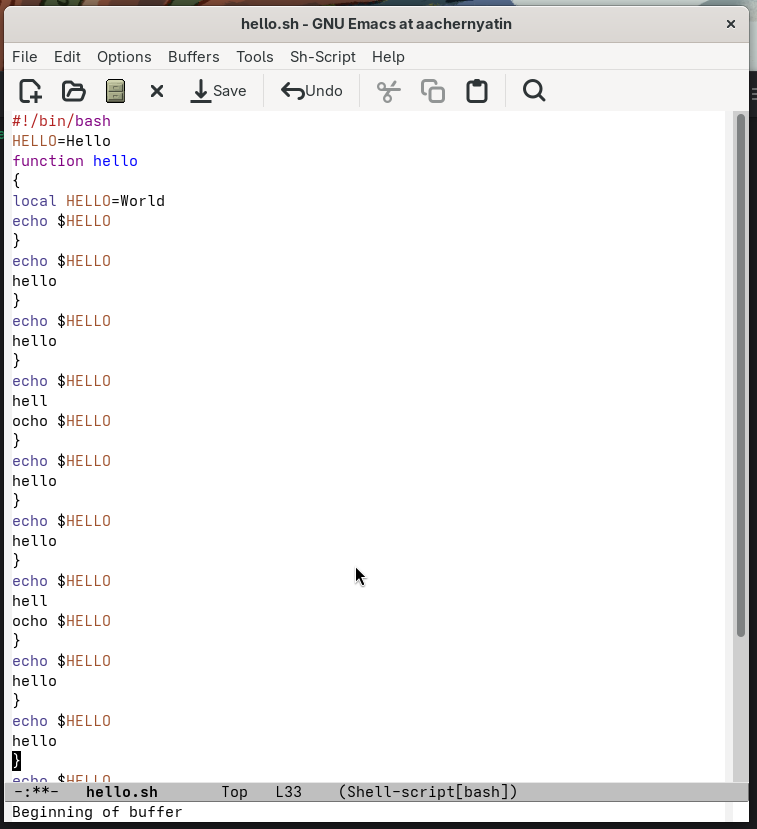 hello.sh - GNU Emacs at aachernyatin
File Edit Options Buffers Tools Sh-Script Help
Save Undo
#!/bin/bash
HELLO=Hello
function hello
{
local HELLO=World
echo $HELLO
}
echo $HELLO
hello
}
echo $HELLO
hello
}
echo $HELLO
hell
ocho $HELLO
}
echo $HELLO
hello
}
echo $HELLO
hello
}
echo $HELLO
hell
ocho $HELLO
}
echo $HELLO
hello
}
echo $HELLO
hello
}
echo $HELLO
-:**- hello.sh Top L33 (Shell-script[bash])
Beginning of buffer